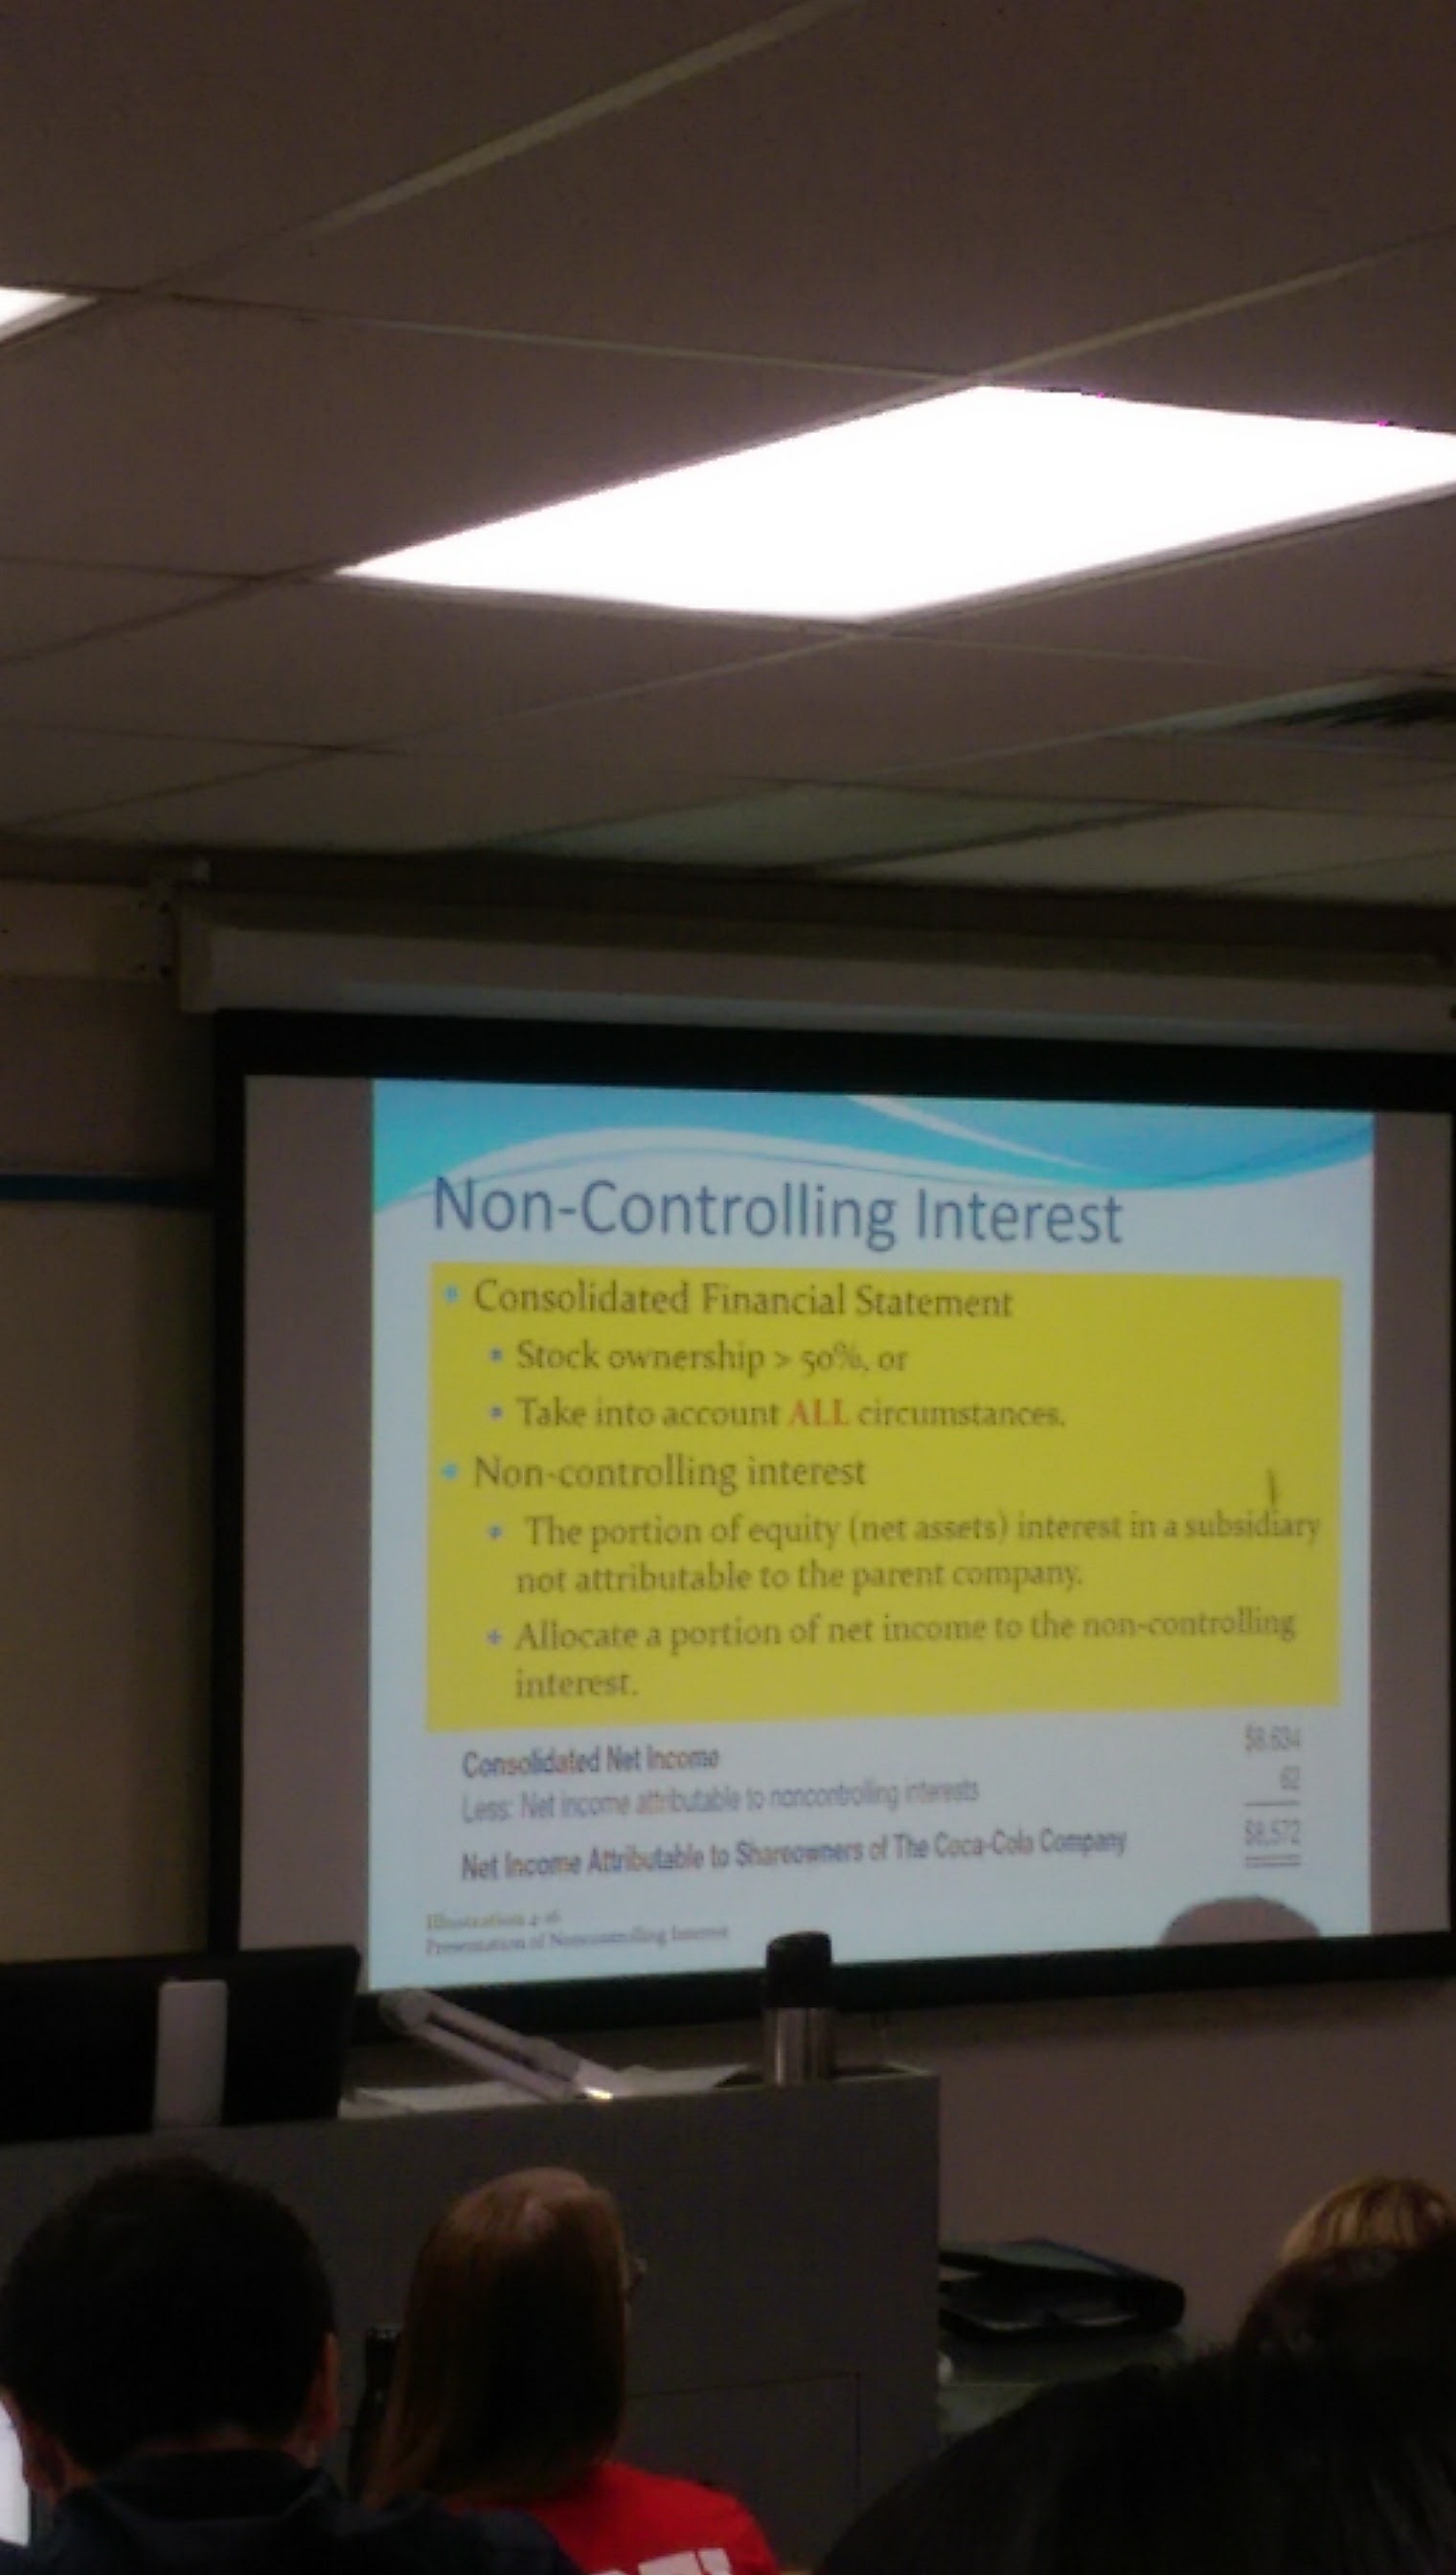 Non-Controlling Interest
Consolidated Financial Statement
Stock ownership > 50%, or
Take into account ALL circumstances.
Non-controlling interest
The portion of equity (net assets) interest in a subsidiary
not attributable to the parent company.
Allocate a portion of net income to the non-controlling
interest.
Consolidated Net Income $8,634
Less: Net income attributable to noncontrolling interests 62
Net Income Attributable to Shareowners of The Coca-Cola Company $8,572
Illustration 4-16
Presentation of Noncontrolling Interest